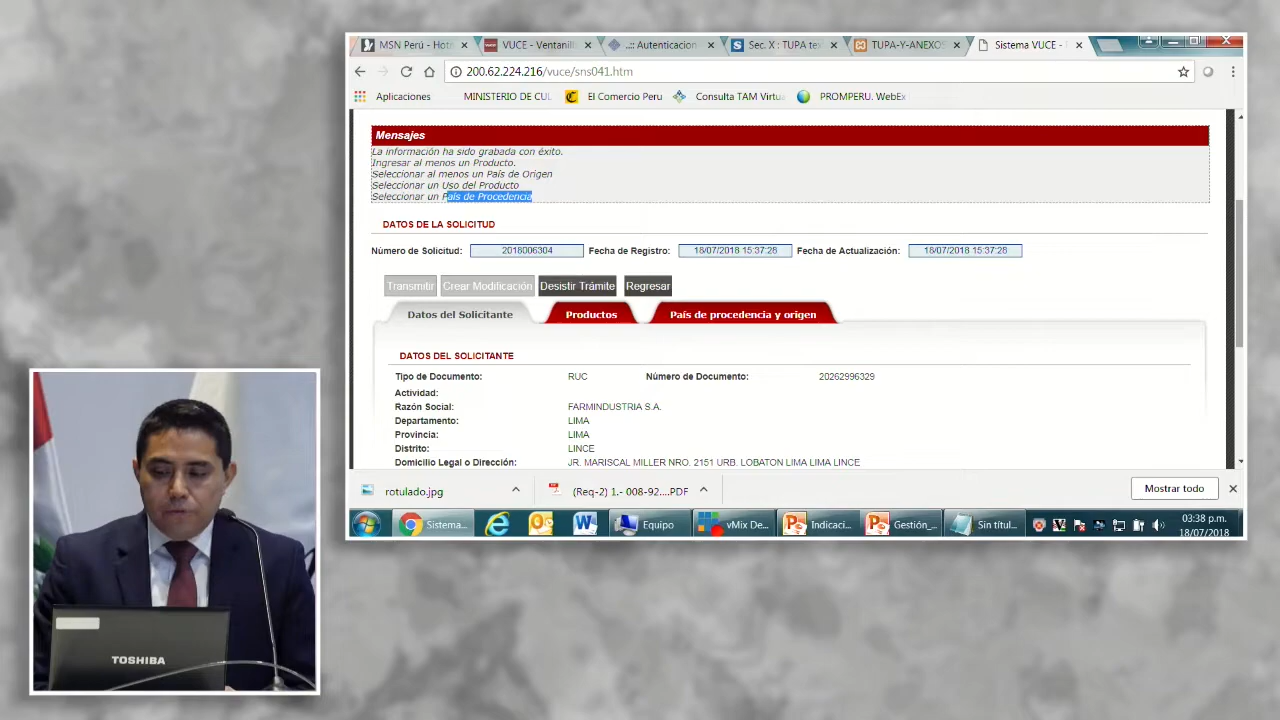 MSN Perú - Hotm
VUCE - Ventanill
..:: Autenticacion
Sec. X : TUPA tex
TUPA-Y-ANEXOS
Sistema VUCE -
200.62.224.216/vuce/sns041.htm
Aplicaciones
MINISTERIO DE CUL
El Comercio Peru
Consulta TAM Virtua
PROMPERU. WebEx
Mensajes
La información ha sido grabada con éxito.
Ingresar al menos un Producto.
Seleccionar al menos un País de Origen
Seleccionar un Uso del Producto
Seleccionar un País de Procedencia
DATOS DE LA SOLICITUD
Número de Solicitud: 2018006304 Fecha de Registro: 18/07/2018 15:37:28 Fecha de Actualización: 18/07/2018 15:37:28
Transmitir Crear Modificación Desistir Trámite Regresar
Datos del Solicitante Productos País de procedencia y origen
DATOS DEL SOLICITANTE
Tipo de Documento: RUC Número de Documento: 20262996329
Actividad:
Razón Social: FARMINDUSTRIA S.A.
Departamento: LIMA
Provincia: LIMA
Distrito: LINCE
Domicilio Legal o Dirección: JR. MARISCAL MILLER NRO. 2151 URB. LOBATON LIMA LIMA LINCE
rotulado.jpg
(Req-2) 1.- 008-92....PDF
Mostrar todo
Sistema...
Equipo
vMix De...
Indicaci...
Gestión_...
Sin títul...
03:38 p.m.
18/07/2018
TOSHIBA